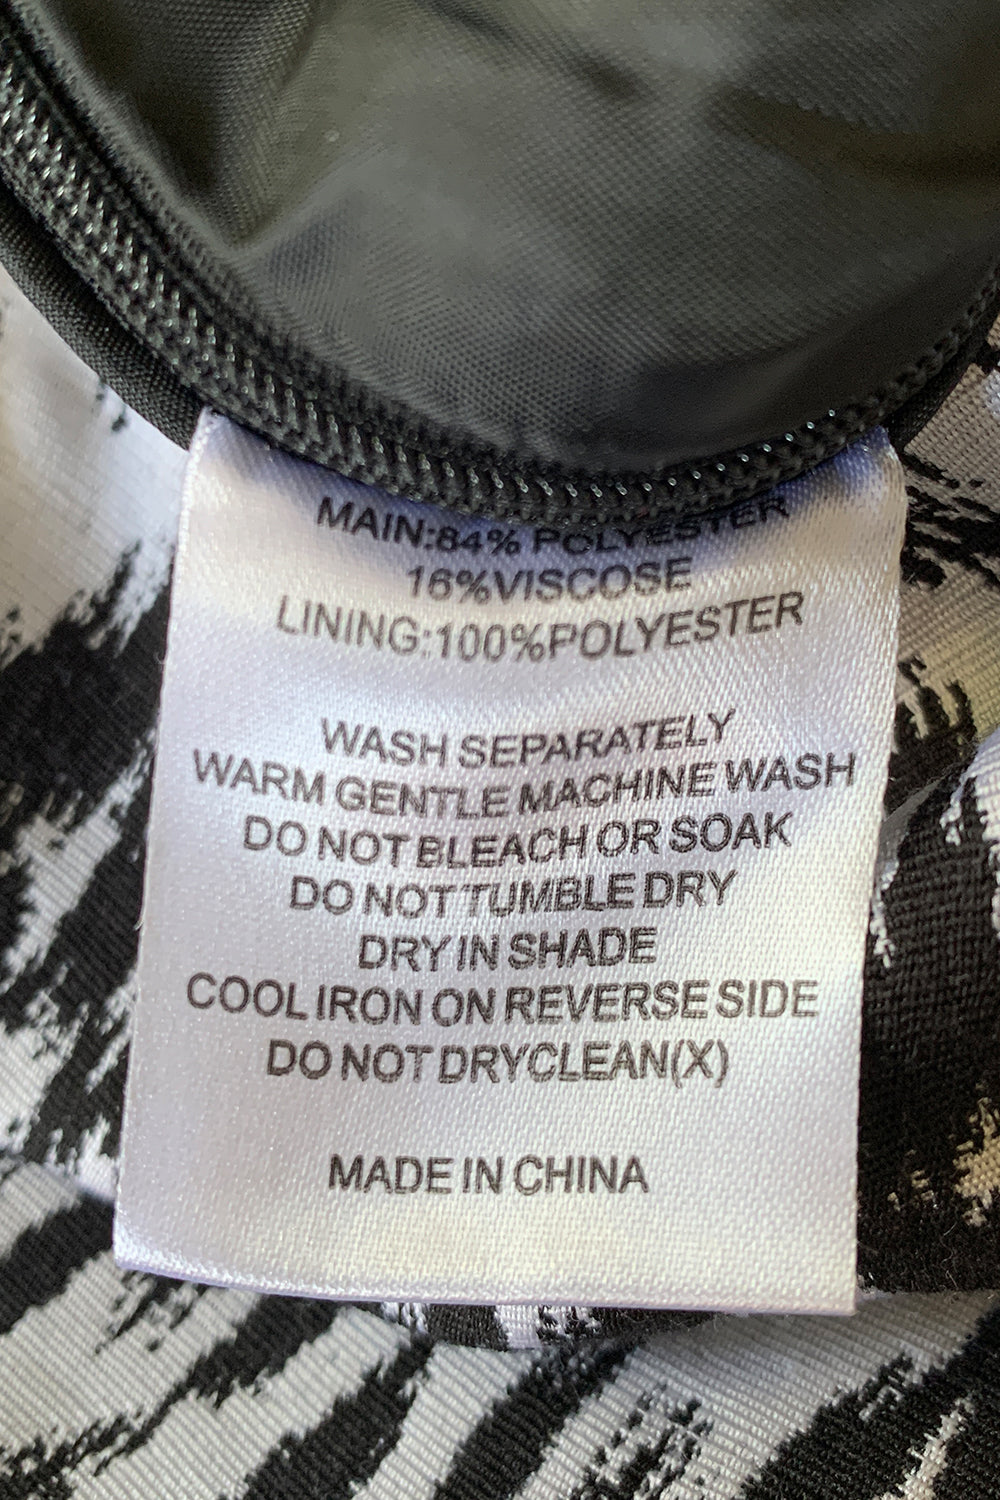 MAIN:84% POLYESTER
16%VISCOSE
LINING:100%POLYESTER
WASH SEPARATELY
WARM GENTLE MACHINE WASH
DO NOT BLEACH OR SOAK
DO NOT TUMBLE DRY
DRY IN SHADE
COOL IRON ON REVERSE SIDE
DO NOT DRYCLEAN(X)
MADE IN CHINA